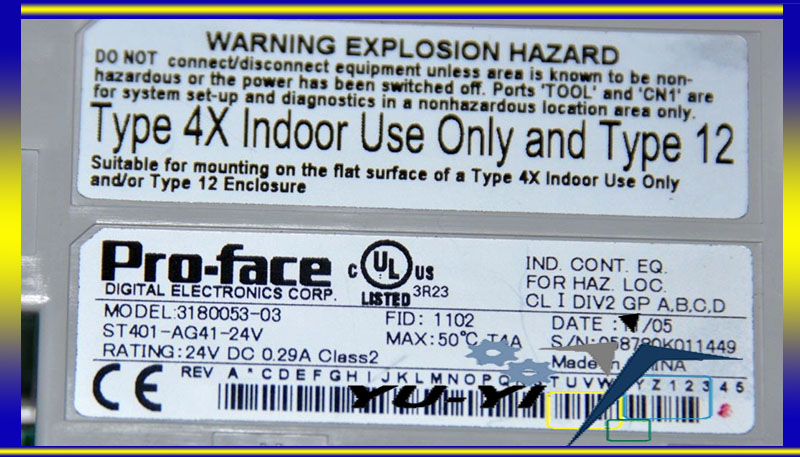 WARNING EXPLOSION HAZARD
DO NOT connect/disconnect equipment unless area is known to be non-
hazardous or the power has been switched off. Ports 'TOOL' and 'CN1' are
for system set-up and diagnostics in a nonhazardous location area only.
Type 4X Indoor Use Only and Type 12
Suitable for mounting on the flat surface of a Type 4X Indoor Use Only
and/or Type 12 Enclosure
Pro-face
DIGITAL ELECTRONICS CORP.
C UL US
LISTED 3R23
IND. CONT. EQ.
FOR HAZ. LOC.
CL I DIV2 GP A,B,C,D
MODEL:3180053-03
FID: 1102
DATE : /05
ST401-AG41-24V
MAX: 50°C T4A
S/N: K011449
RATING: 24V DC 0.29A Class2
Made
CE
REV A * C D E F G H I J K L M N O P Q T U V W Y Z 1 2 3 4 5
YU-YI